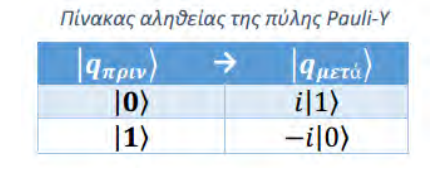 Πίνακας αληθείας της πύλης Pauli-Y
|q_πριν⟩ → |q_μετά⟩
|0⟩ i|1⟩
|1⟩ −i|0⟩